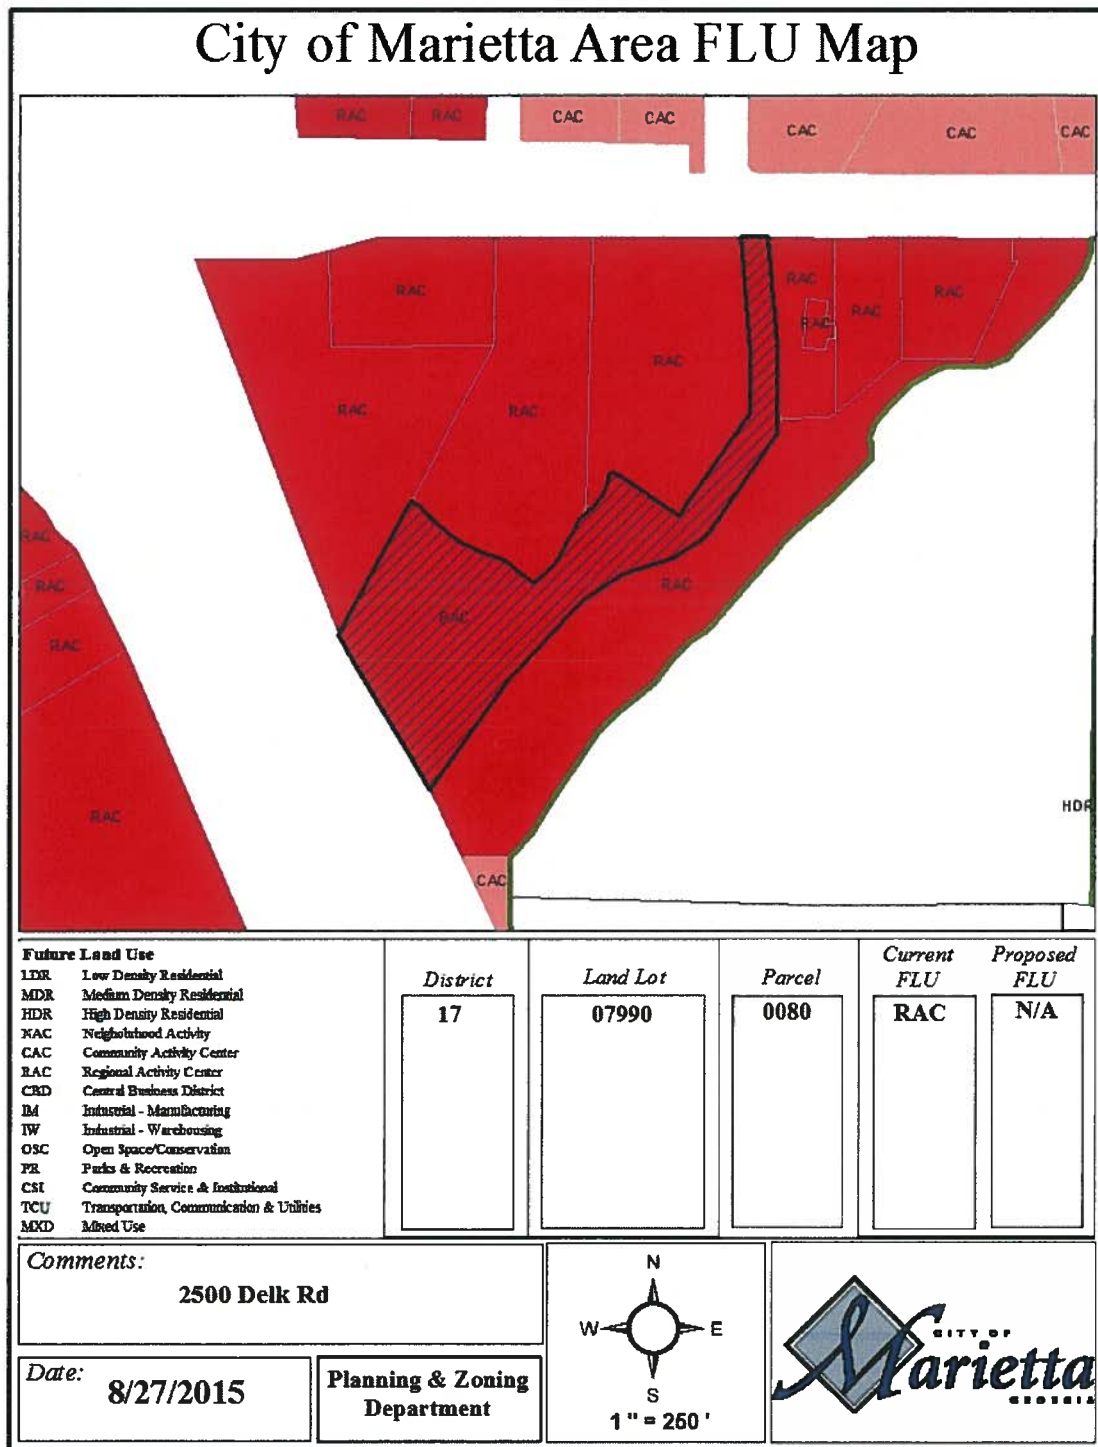 City of Marietta Area FLU Map
RAC RAC CAC CAC CAC CAC CAC
RAC RAC RAC
RAC RAC
RAC
RAC RAC
RAC
RAC
RAC RAC
RAC RAC
RAC
HDR
CAC
Future Land Use
LDR Low Density Residential
MDR Medium Density Residential
HDR High Density Residential
NAC Neighborhood Activity
CAC Community Activity Center
RAC Regional Activity Center
CBD Central Business District
IM Industrial - Manufacturing
IW Industrial - Warehousing
OSC Open Space/Conservation
PR Parks & Recreation
CSI Community Service & Institutional
TCU Transportation, Communication & Utilities
MXD Mixed Use
District
17
Land Lot
07990
Parcel
0080
Current
FLU
RAC
Proposed
FLU
N/A
Comments:
2500 Delk Rd
Date:
8/27/2015
Planning & Zoning
Department
N
W E
S
1 " = 250 '
CITY OF
Marietta
GEORGIA